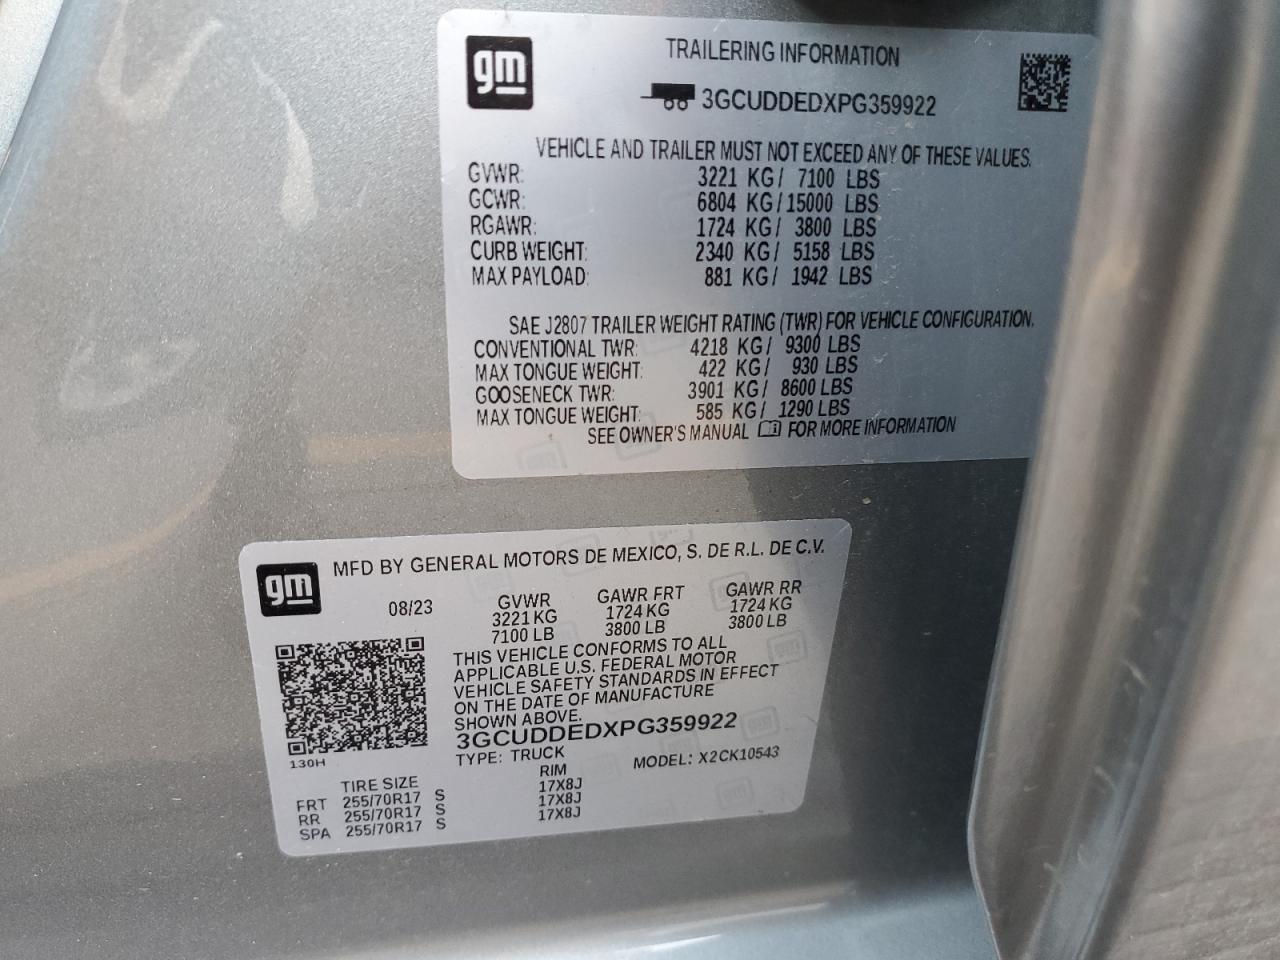 gm
TRAILERING INFORMATION
3GCUDDEDXPG359922
VEHICLE AND TRAILER MUST NOT EXCEED ANY OF THESE VALUES.
GVWR: 3221 KG/ 7100 LBS
GCWR: 6804 KG/15000 LBS
RGAWR: 1724 KG/ 3800 LBS
CURB WEIGHT: 2340 KG/ 5158 LBS
MAX PAYLOAD: 881 KG/ 1942 LBS
SAE J2807 TRAILER WEIGHT RATING (TWR) FOR VEHICLE CONFIGURATION.
CONVENTIONAL TWR: 4218 KG/ 9300 LBS
MAX TONGUE WEIGHT: 422 KG/ 930 LBS
GOOSENECK TWR: 3901 KG/ 8600 LBS
MAX TONGUE WEIGHT: 585 KG/ 1290 LBS
SEE OWNER'S MANUAL FOR MORE INFORMATION
gm
MFD BY GENERAL MOTORS DE MEXICO, S. DE R.L. DE C.V.
08/23
GVWR GAWR FRT GAWR RR
3221 KG 1724 KG 1724 KG
7100 LB 3800 LB 3800 LB
THIS VEHICLE CONFORMS TO ALL
APPLICABLE U.S. FEDERAL MOTOR
VEHICLE SAFETY STANDARDS IN EFFECT
ON THE DATE OF MANUFACTURE
SHOWN ABOVE.
3GCUDDEDXPG359922
TYPE: TRUCK MODEL: X2CK10543
130H
TIRE SIZE RIM
FRT 255/70R17 S 17X8J
RR 255/70R17 S 17X8J
SPA 255/70R17 S 17X8J